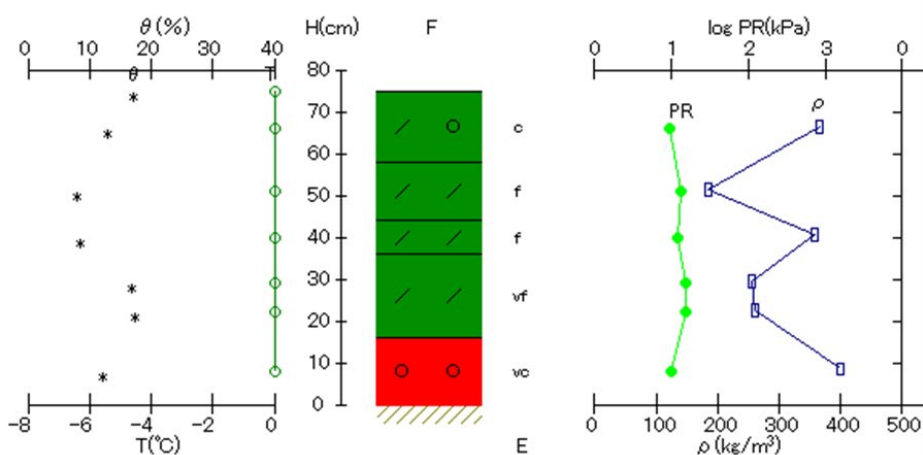 θ(%)
0 10 20 30 40
θ
T
-8 -6 -4 -2 0
T(℃)
H(cm)
80
70
60
50
40
30
20
10
0
F
c
f
f
vf
vc
E
log PR(kPa)
0 1 2 3 0
PR
ρ
0 100 200 300 400 500
ρ(kg/m³)